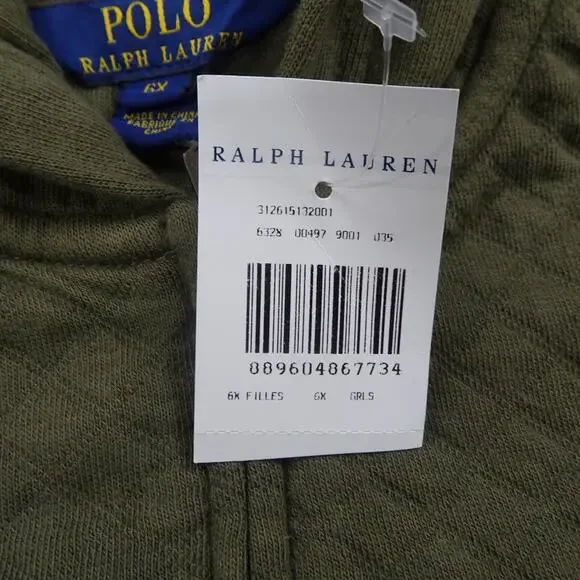 POLO
RALPH LAUREN
6X
MADE IN CHINA
RALPH LAUREN
312615132001
6328 00497 9001 035
889604867734
6X FILLES 6X GRLS